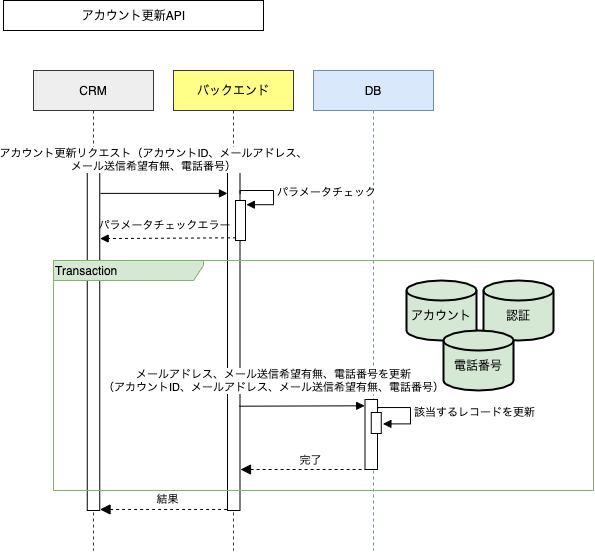 アカウント更新API
CRM
バックエンド
DB
アカウント更新リクエスト（アカウントID、メールアドレス、
メール送信希望有無、電話番号）
パラメータチェック
パラメータチェックエラー
Transaction
アカウント
認証
電話番号
メールアドレス、メール送信希望有無、電話番号を更新
（アカウントID、メールアドレス、メール送信希望有無、電話番号）
該当するレコードを更新
完了
結果